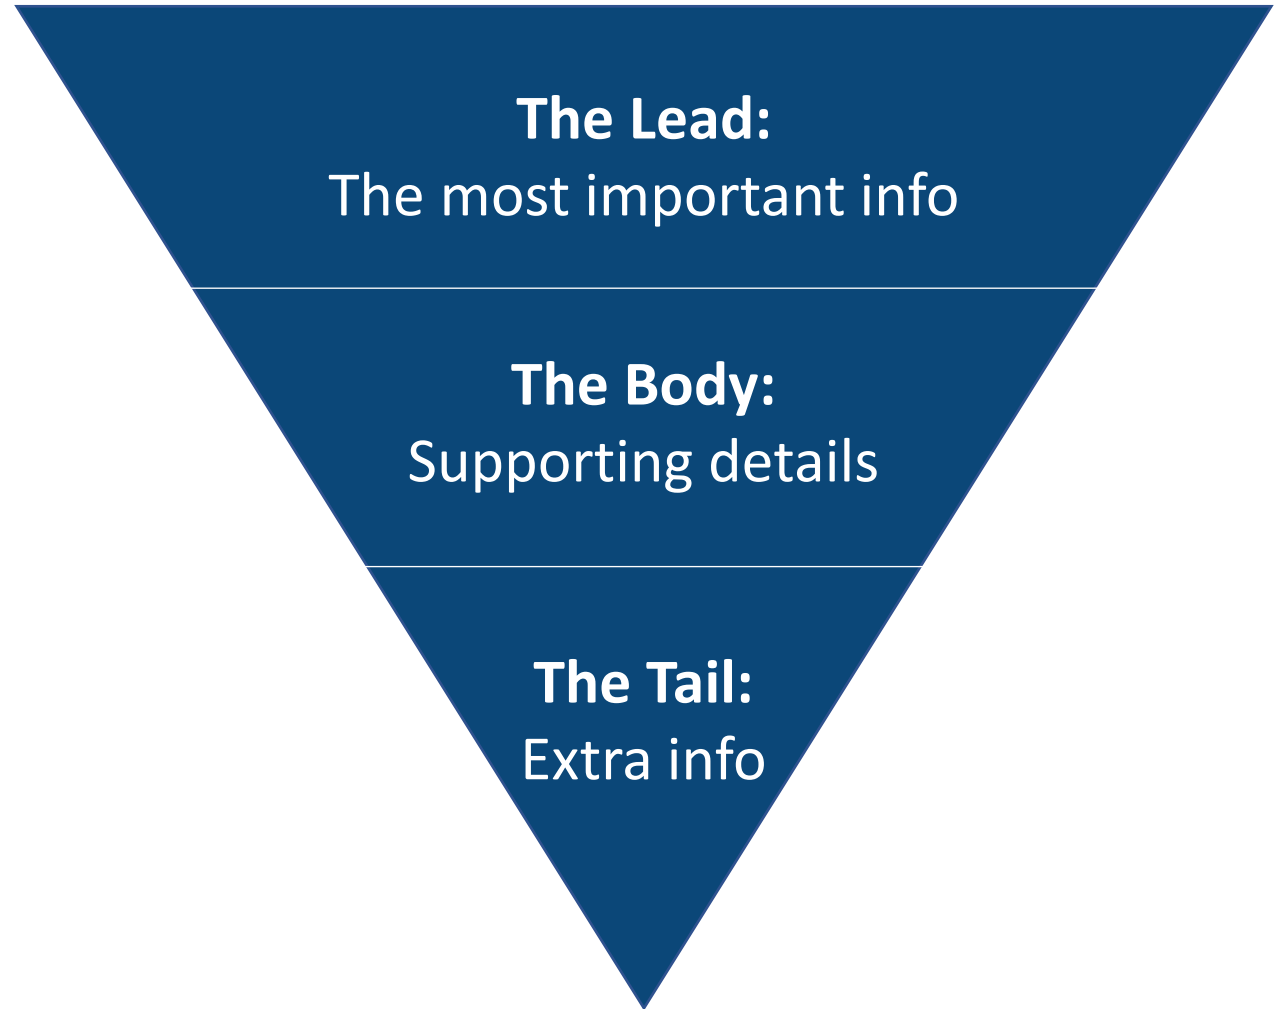 The Lead:
The most important info
The Body:
Supporting details
The Tail:
Extra info